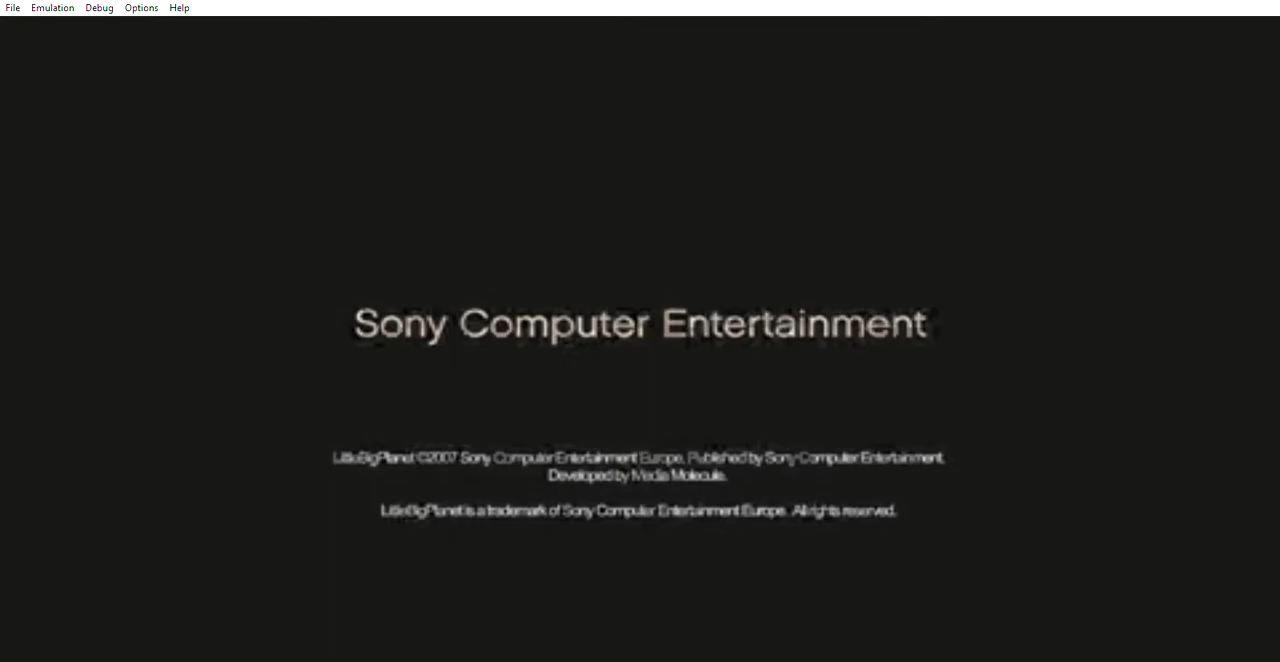 File Emulation Debug Options Help
Sony Computer Entertainment
LittleBigPlanet ©2007 Sony Computer Entertainment Europe. Published by Sony Computer Entertainment.
Developed by Media Molecule.
LittleBigPlanet is a trademark of Sony Computer Entertainment Europe. All rights reserved.